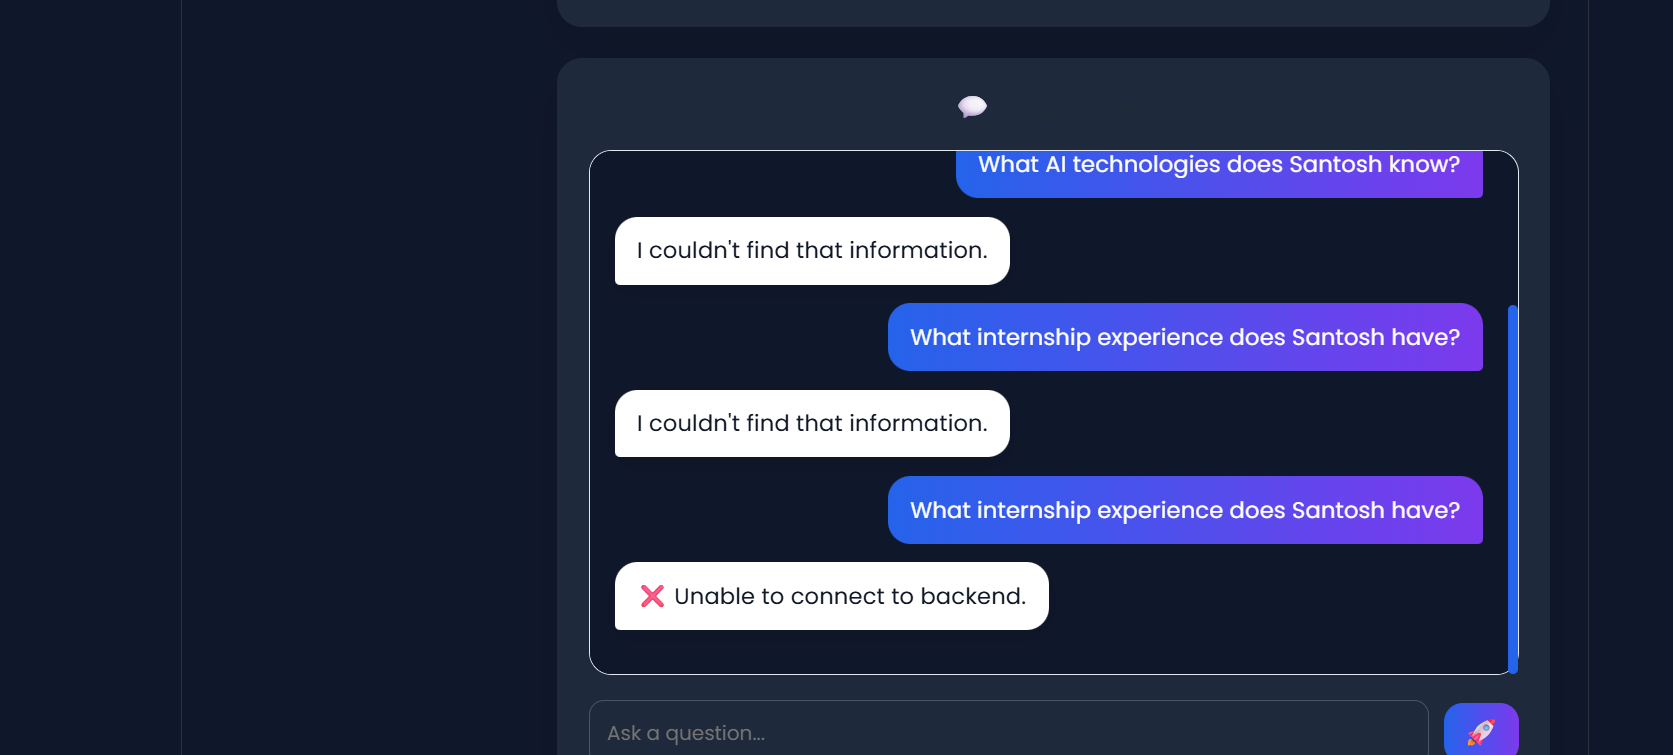 What AI technologies does Santosh know?
I couldn't find that information.
What internship experience does Santosh have?
I couldn't find that information.
What internship experience does Santosh have?
❌ Unable to connect to backend.
Ask a question...